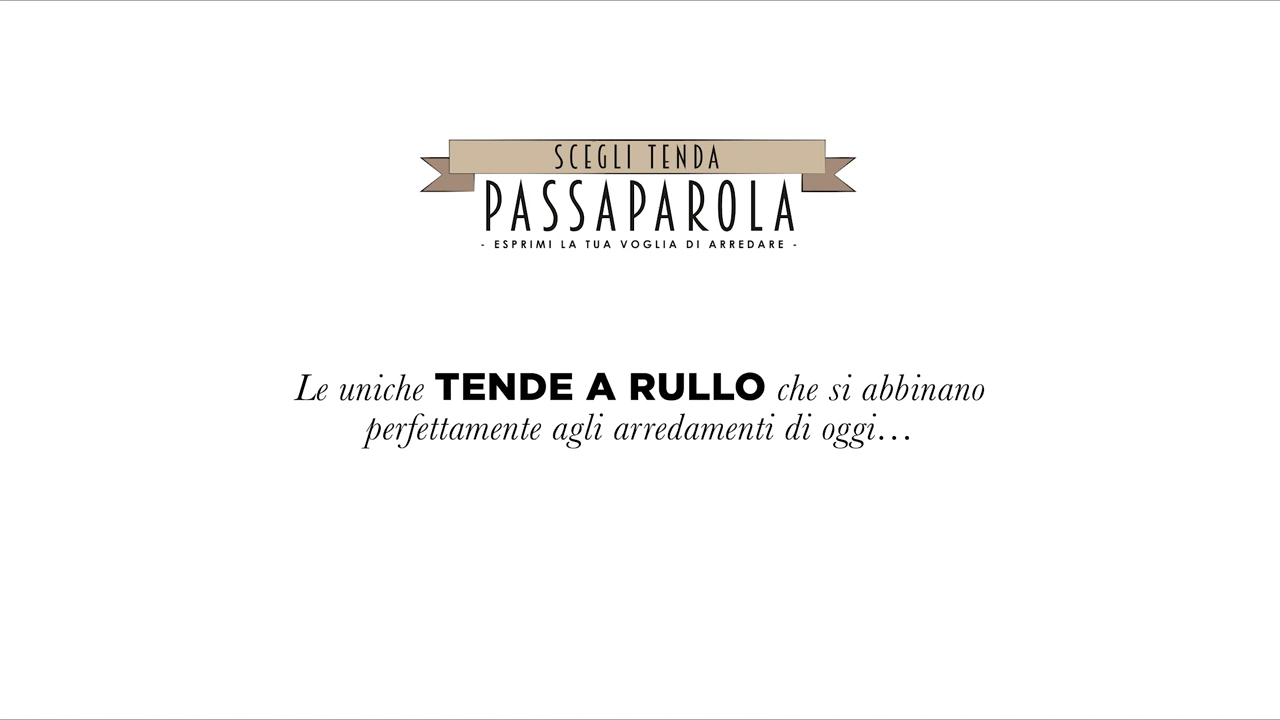 SCEGLI TENDA
PASSAPAROLA
- ESPRIMI LA TUA VOGLIA DI ARREDARE -
Le uniche TENDE A RULLO che si abbinano
perfettamente agli arredamenti di oggi...